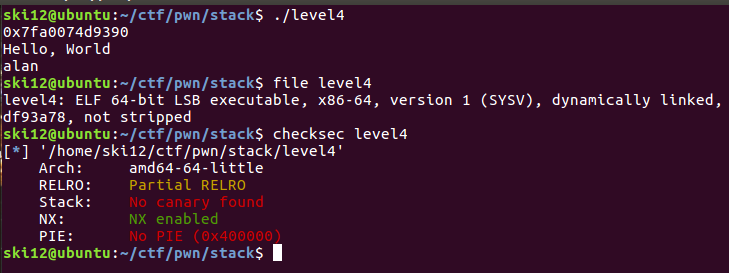 ski12@ubuntu:~/ctf/pwn/stack$ ./level4
0x7fa0074d9390
Hello, World
alan
ski12@ubuntu:~/ctf/pwn/stack$ file level4
level4: ELF 64-bit LSB executable, x86-64, version 1 (SYSV), dynamically linked,
df93a78, not stripped
ski12@ubuntu:~/ctf/pwn/stack$ checksec level4
[*] '/home/ski12/ctf/pwn/stack/level4'
    Arch:     amd64-64-little
    RELRO:    Partial RELRO
    Stack:    No canary found
    NX:       NX enabled
    PIE:      No PIE (0x400000)
ski12@ubuntu:~/ctf/pwn/stack$